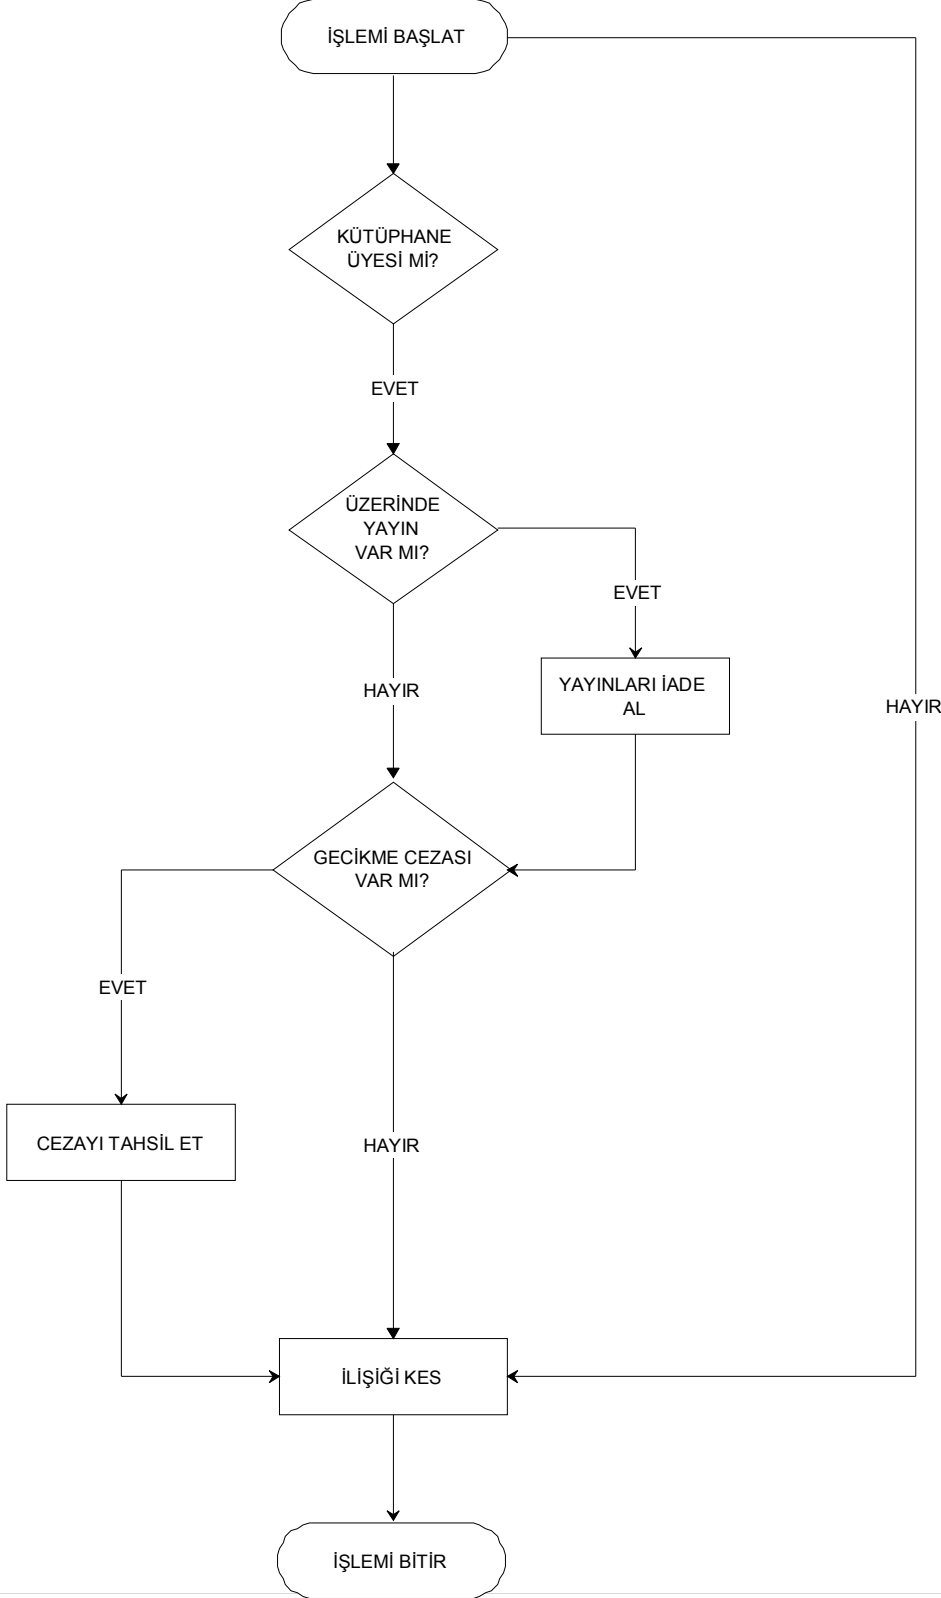 İŞLEMİ BAŞLAT
KÜTÜPHANE
ÜYESİ Mİ?
EVET
ÜZERİNDE
YAYIN
VAR MI?
EVET
HAYIR
YAYINLARI İADE
AL
HAYIR
GECİKME CEZASI
VAR MI?
EVET
CEZAYI TAHSİL ET
HAYIR
İLİŞİĞİ KES
İŞLEMİ BİTİR